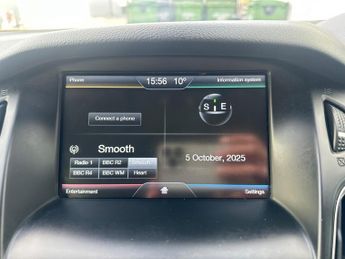 Phone 15:56 10° Information system
S E
Connect a phone
Smooth
Radio 1 BBC R2 Smooth
5 October, 2025
BBC R4 BBC WM Heart
Entertainment Settings